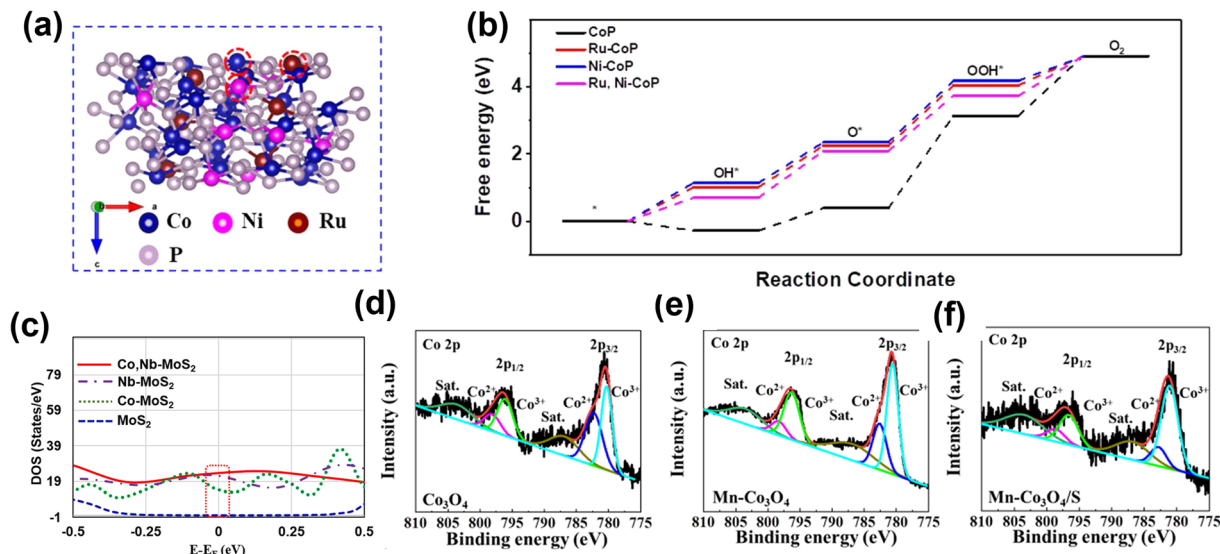 (a)
b
a
c
Co
Ni
Ru
P
(b)
CoP
Ru-CoP
Ni-CoP
Ru, Ni-CoP
Free energy (eV)
4
2
0
*
OH*
O*
OOH*
O₂
Reaction Coordinate
(c)
DOS (States/eV)
79
59
39
19
-1
Co,Nb-MoS₂
Nb-MoS₂
Co-MoS₂
MoS₂
-0.5
-0.25
0
0.25
0.5
E-E_F (eV)
(d)
Co 2p
2p₁/₂
2p₃/₂
Sat.
Co²⁺
Co³⁺
Sat.
Co²⁺
Co³⁺
Co₃O₄
Intensity (a.u.)
810 805 800 795 790 785 780 775
Binding energy (eV)
(e)
Co 2p
2p₁/₂
2p₃/₂
Sat.
Co²⁺
Co³⁺
Sat.
Co²⁺
Co³⁺
Mn-Co₃O₄
Intensity (a.u.)
810 805 800 795 790 785 780 775
Binding energy (eV)
(f)
Co 2p
2p₁/₂
2p₃/₂
Sat.
Co²⁺
Co³⁺
Sat.
Co²⁺
Co³⁺
Mn-Co₃O₄/S
Intensity (a.u.)
810 805 800 795 790 785 780 775
Binding energy (eV)